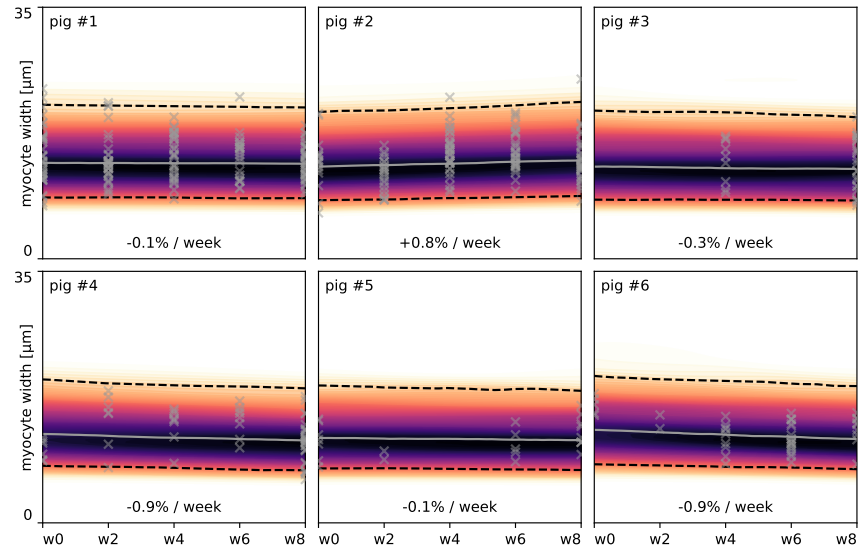 35
pig #1
pig #2
pig #3
myocyte width [μm]
-0.1% / week
+0.8% / week
-0.3% / week
0
35
pig #4
pig #5
pig #6
myocyte width [μm]
-0.9% / week
-0.1% / week
-0.9% / week
0
w0 w2 w4 w6 w8 w2 w4 w6 w8 w2 w4 w6 w8